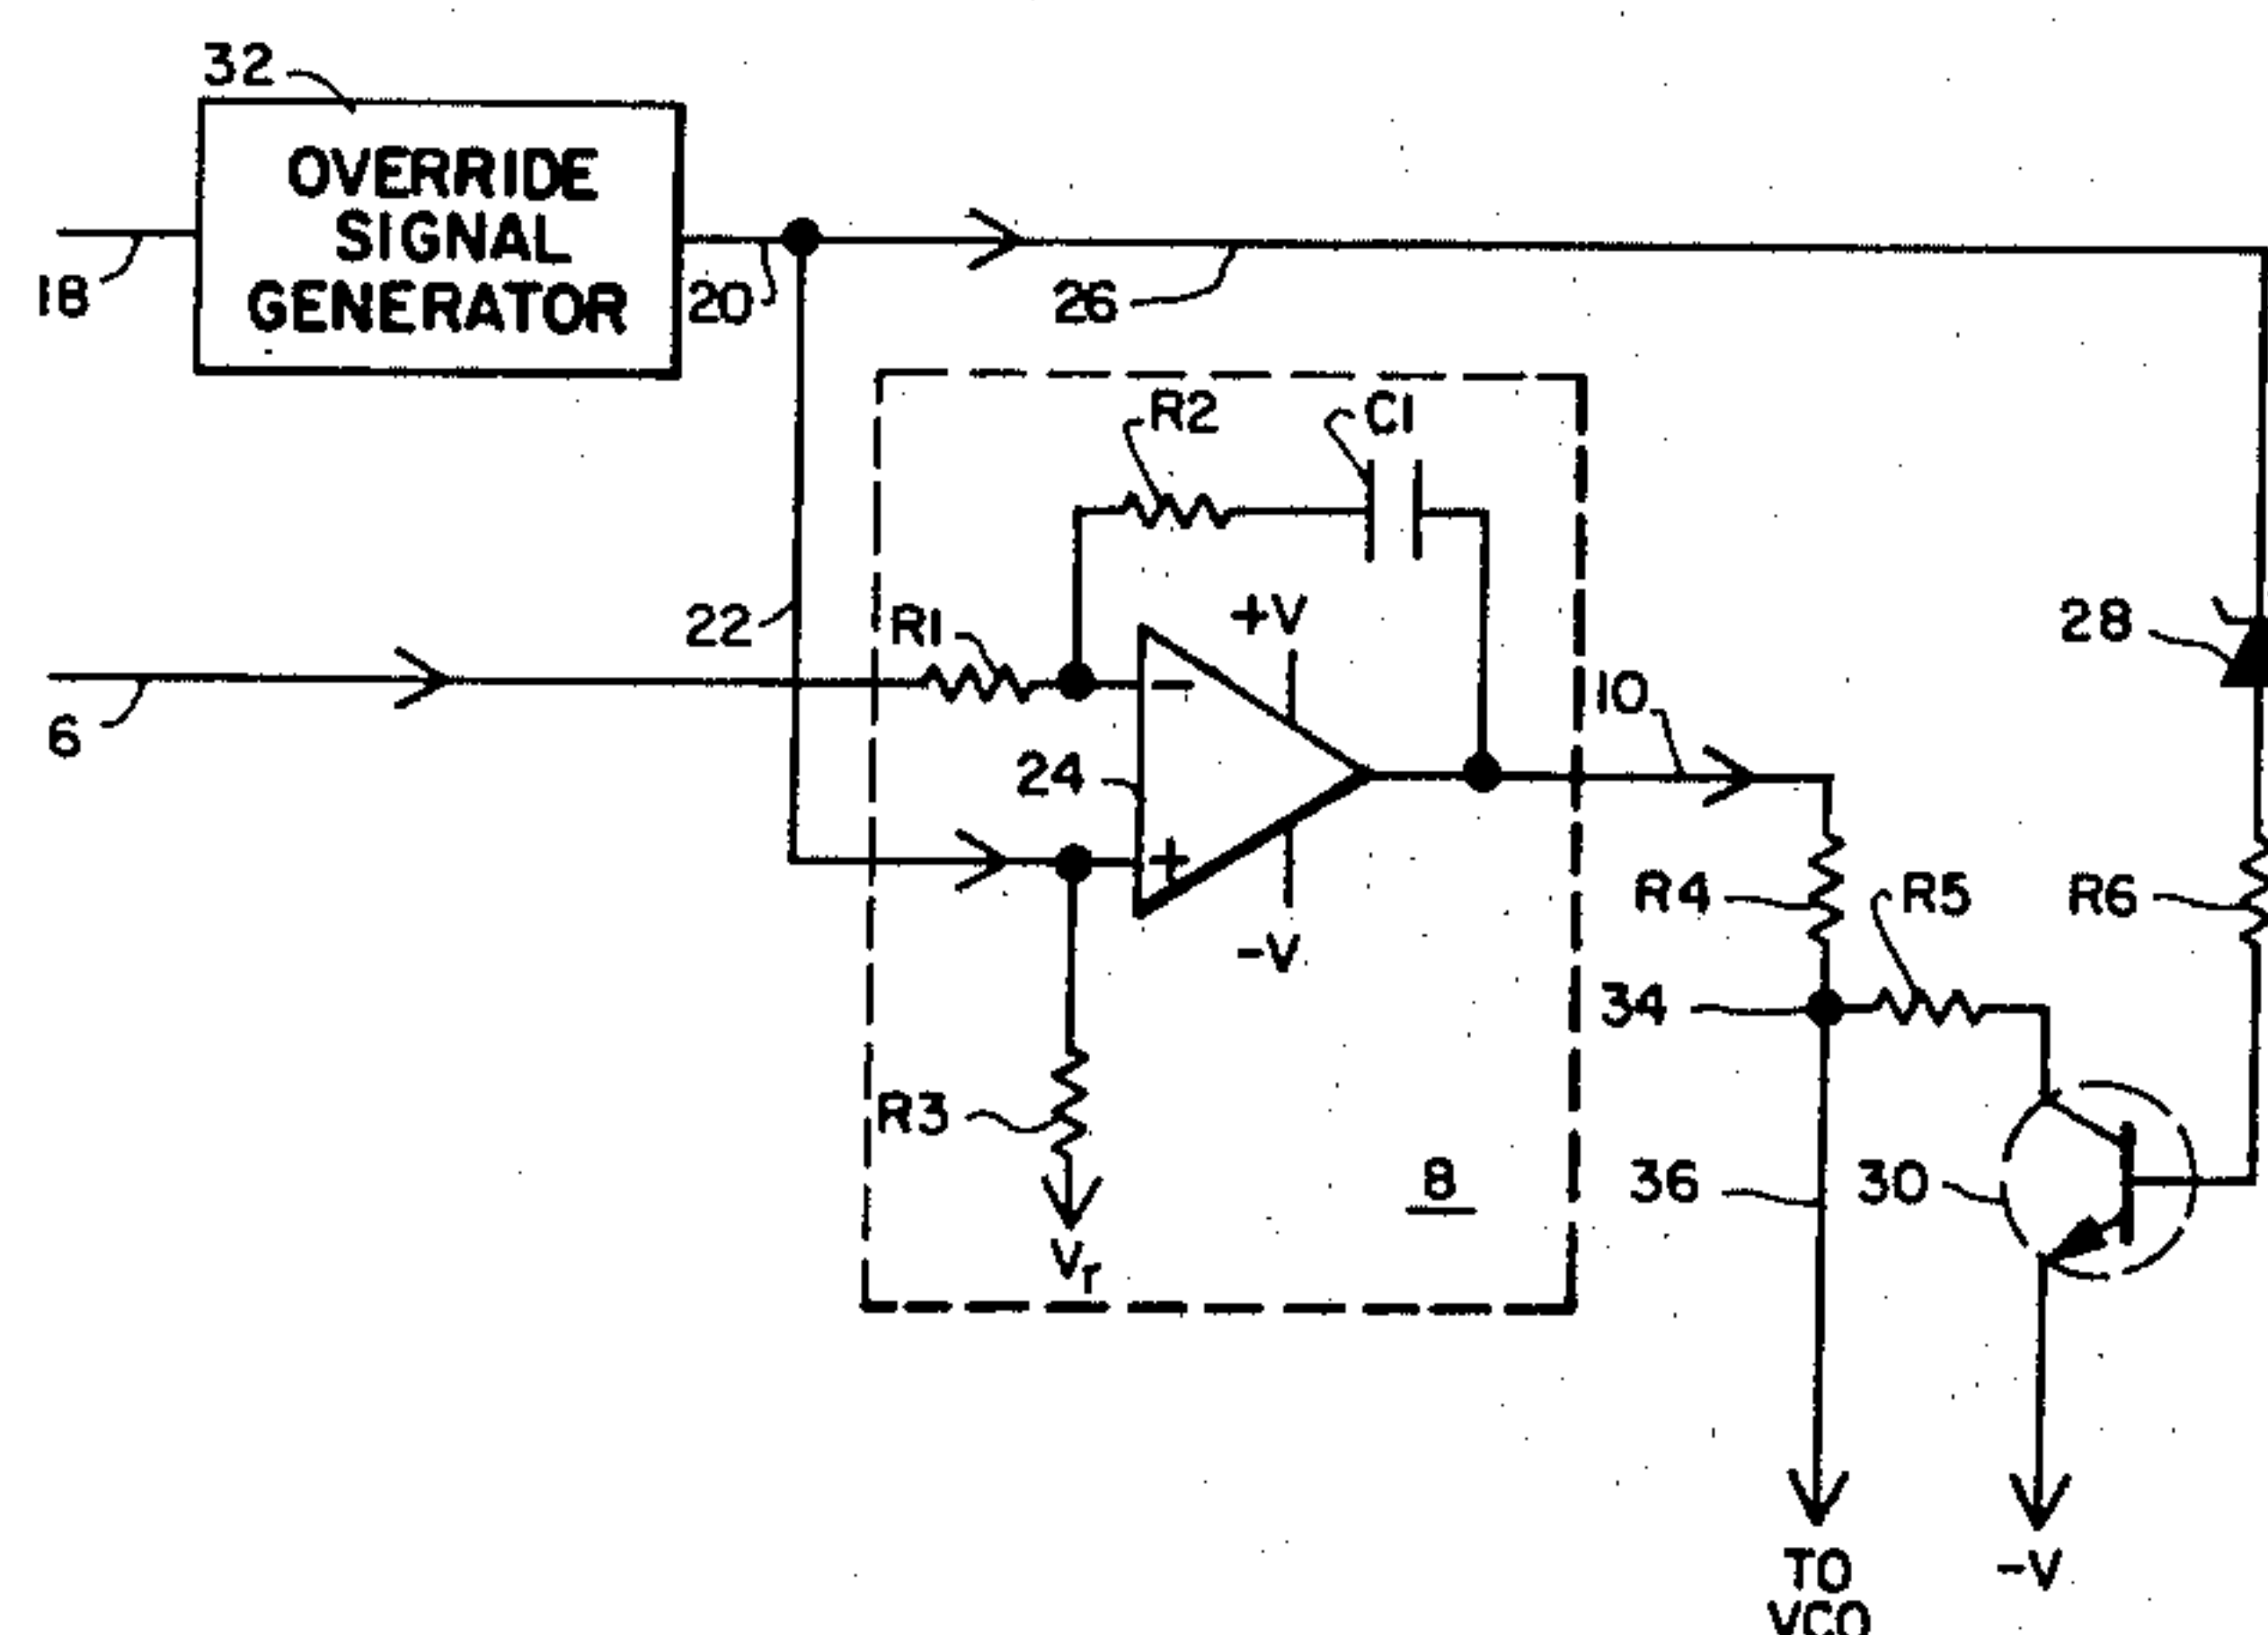 32
OVERRIDE
SIGNAL
GENERATOR
18
20
26
R2
C1
22
R1
+V
28
6
10
24
-V
R4
R5
R6
34
R3
8
36
30
Vr
TO
VCO
-V